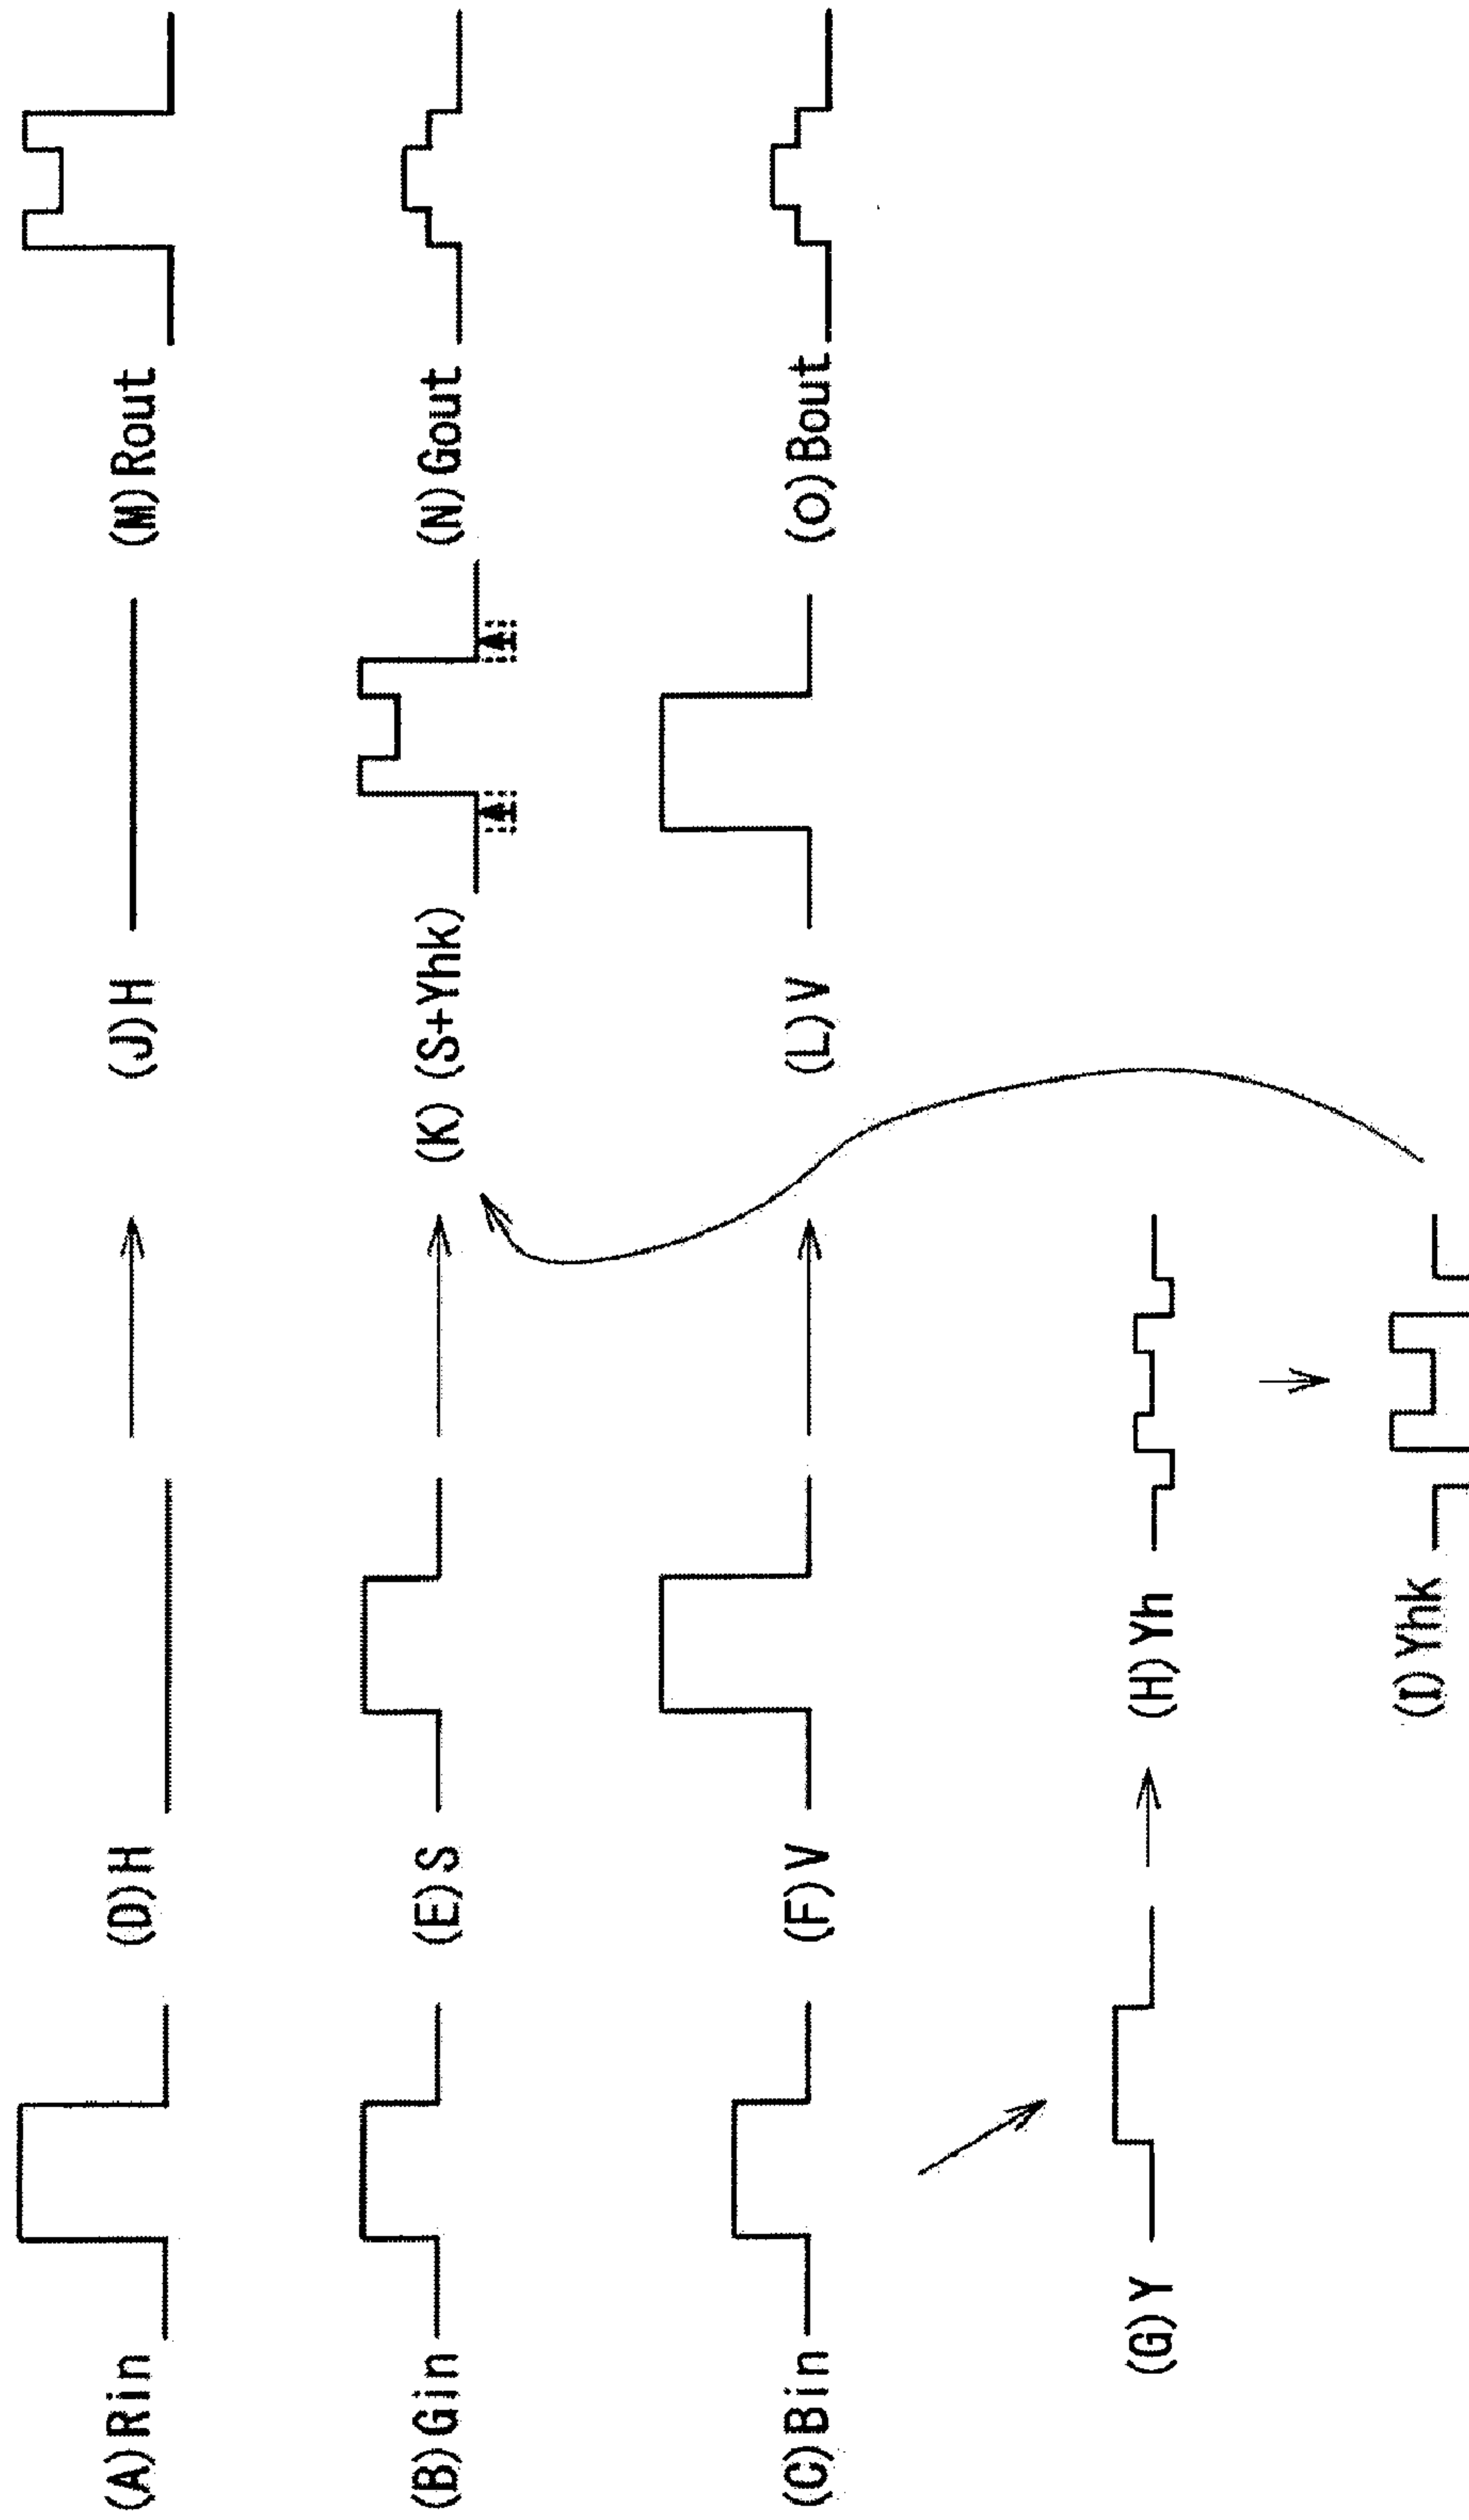 (A)Rin
(B)Gin
(C)Bin
(D)H
(E)S
(F)V
(G)Y
(H)Yh
(I)Yhk
(J)H
(K)(S+Yhk)
(L)V
(M)Rout
(N)Gout
(O)Bout